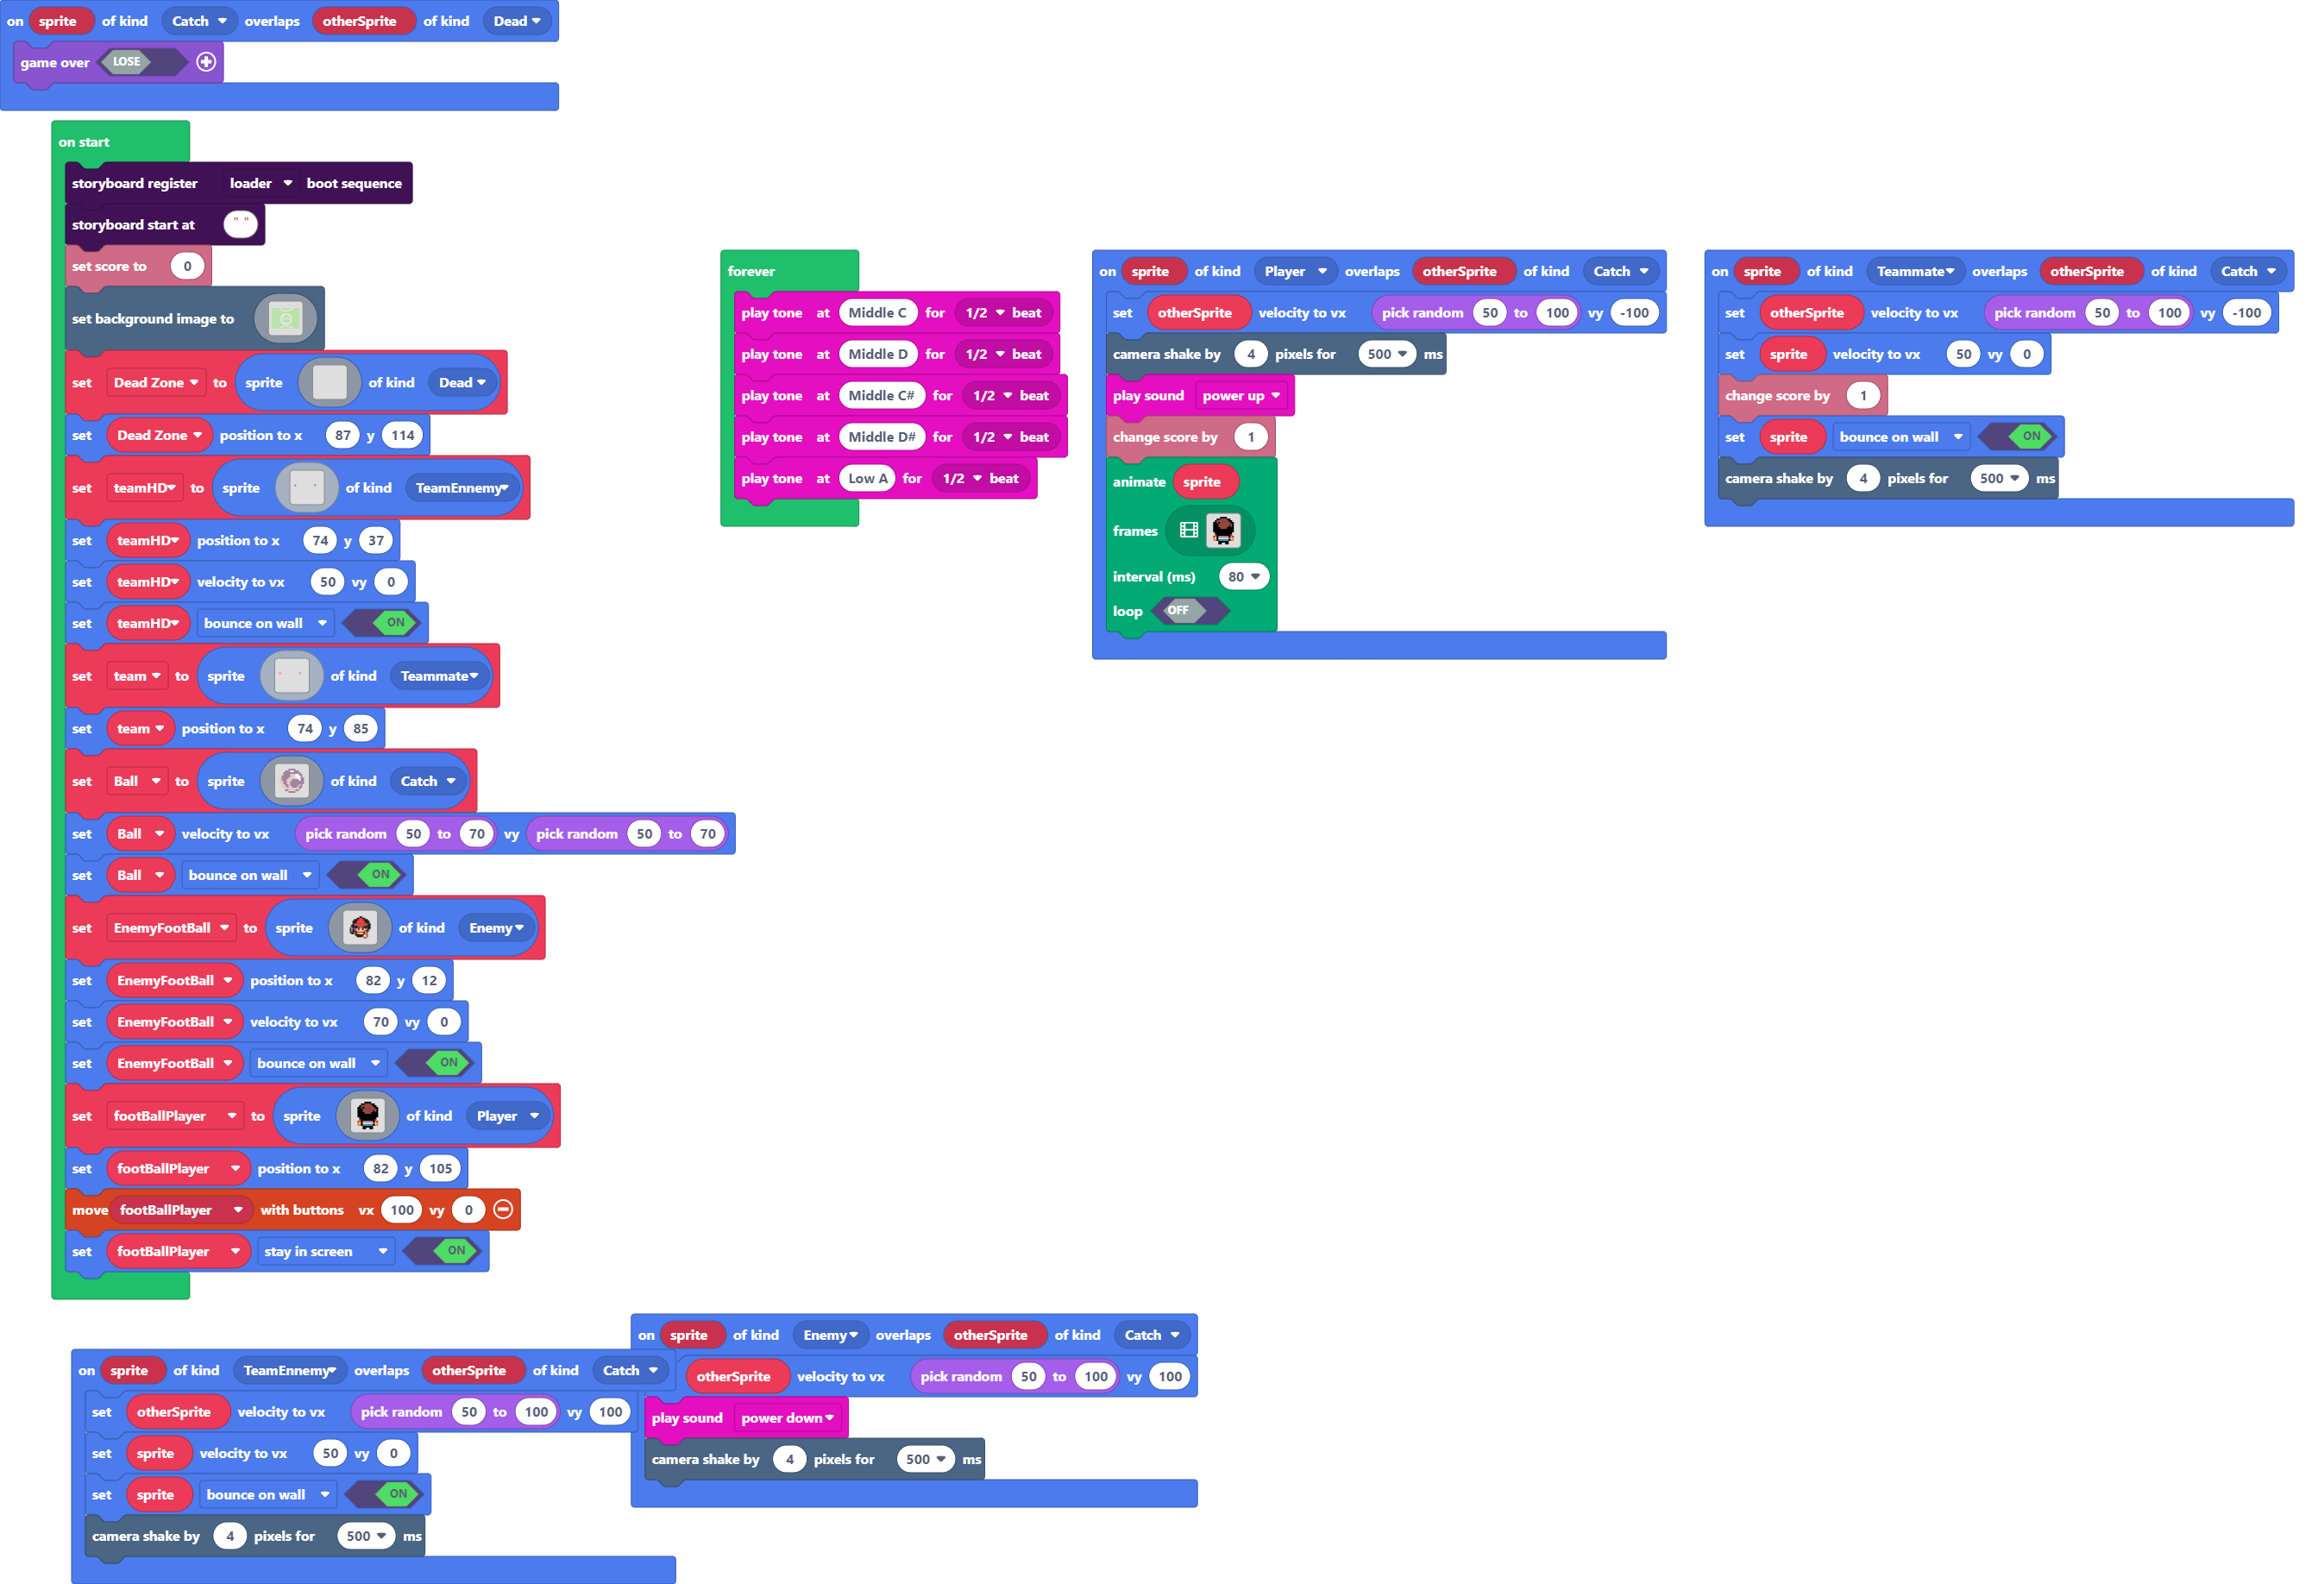 on sprite of kind Catch overlaps otherSprite of kind Dead
game over LOSE
on start
storyboard register loader boot sequence
storyboard start at " "
set score to 0
set background image to
set Dead Zone to sprite of kind Dead
set Dead Zone position to x 87 y 114
set teamHD to sprite of kind TeamEnnemy
set teamHD position to x 74 y 37
set teamHD velocity to vx 50 vy 0
set teamHD bounce on wall ON
set team to sprite of kind Teammate
set team position to x 74 y 85
set Ball to sprite of kind Catch
set Ball velocity to vx pick random 50 to 70 vy pick random 50 to 70
set Ball bounce on wall ON
set EnemyFootBall to sprite of kind Enemy
set EnemyFootBall position to x 82 y 12
set EnemyFootBall velocity to vx 70 vy 0
set EnemyFootBall bounce on wall ON
set footBallPlayer to sprite of kind Player
set footBallPlayer position to x 82 y 105
move footBallPlayer with buttons vx 100 vy 0
set footBallPlayer stay in screen ON
forever
play tone at Middle C for 1/2 beat
play tone at Middle D for 1/2 beat
play tone at Middle C# for 1/2 beat
play tone at Middle D# for 1/2 beat
play tone at Low A for 1/2 beat
on sprite of kind Player overlaps otherSprite of kind Catch
set otherSprite velocity to vx pick random 50 to 100 vy -100
camera shake by 4 pixels for 500 ms
play sound power up
change score by 1
animate sprite
frames
interval (ms) 80
loop OFF
on sprite of kind Teammate overlaps otherSprite of kind Catch
set otherSprite velocity to vx pick random 50 to 100 vy -100
set sprite velocity to vx 50 vy 0
change score by 1
set sprite bounce on wall ON
camera shake by 4 pixels for 500 ms
on sprite of kind Enemy overlaps otherSprite of kind Catch
otherSprite velocity to vx pick random 50 to 100 vy 100
play sound power down
camera shake by 4 pixels for 500 ms
on sprite of kind TeamEnnemy overlaps otherSprite of kind Catch
set otherSprite velocity to vx pick random 50 to 100 vy 100
set sprite velocity to vx 50 vy 0
set sprite bounce on wall ON
camera shake by 4 pixels for 500 ms